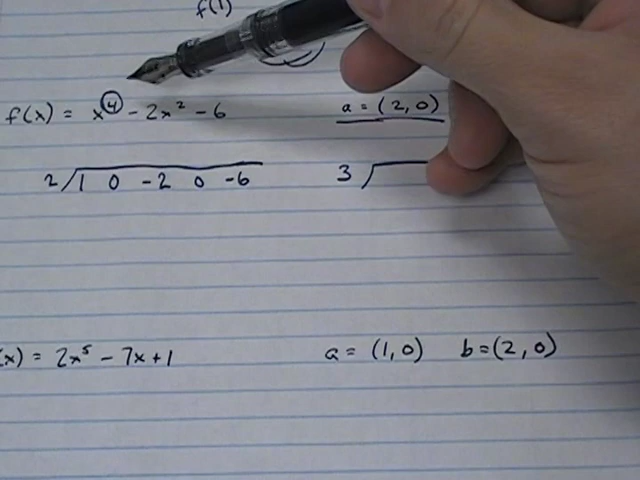 f(1)
f(x) = x⁴ - 2x² - 6 a = (2,0)
2 1 0 -2 0 -6 3
(x) = 2x⁵ - 7x + 1 a = (1,0) b = (2,0)